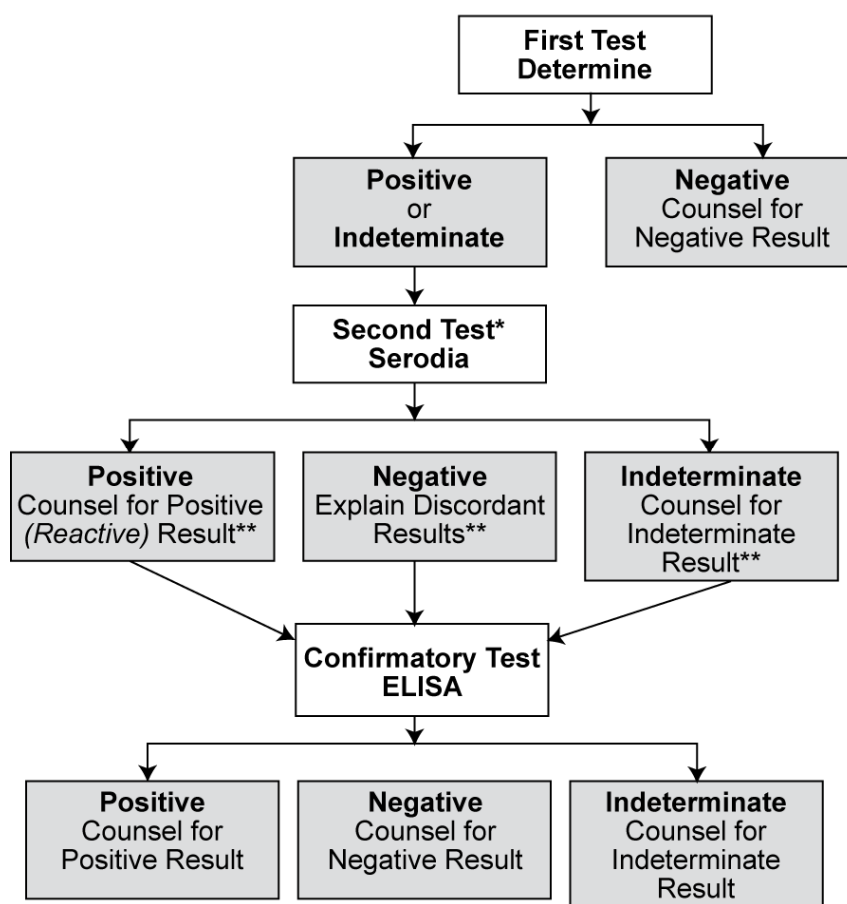 First Test
Determine
Positive
or
Indeteminate
Negative
Counsel for
Negative Result
Second Test*
Serodia
Positive
Counsel for Positive
(Reactive) Result**
Negative
Explain Discordant
Results**
Indeterminate
Counsel for
Indeterminate
Result**
Confirmatory Test
ELISA
Positive
Counsel for
Positive Result
Negative
Counsel for
Negative Result
Indeterminate
Counsel for
Indeterminate
Result